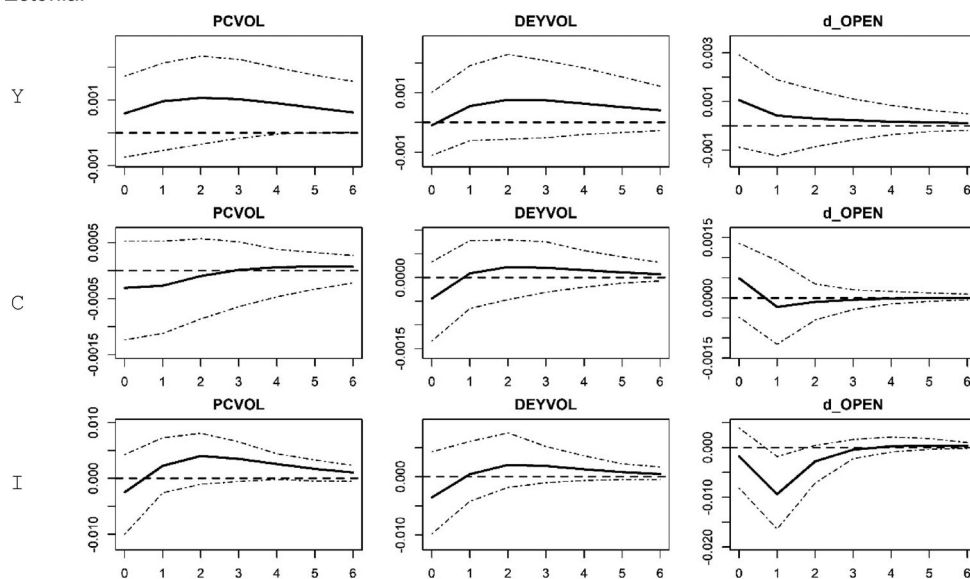 PCVOL DEYVOL d_OPEN
Y
0.001 0.001 0.003
-0.001 -0.001 0.001
-0.001
0 1 2 3 4 5 6 0 1 2 3 4 5 6 0 1 2 3 4 5 6
PCVOL DEYVOL d_OPEN
C
0.0005 0.0000 0.0015
-0.0005 -0.0015 0.0000
-0.0015 -0.0015
0 1 2 3 4 5 6 0 1 2 3 4 5 6 0 1 2 3 4 5 6
PCVOL DEYVOL d_OPEN
I
0.010 0.000 0.000
0.000 -0.010 -0.010
-0.010 -0.020
0 1 2 3 4 5 6 0 1 2 3 4 5 6 0 1 2 3 4 5 6